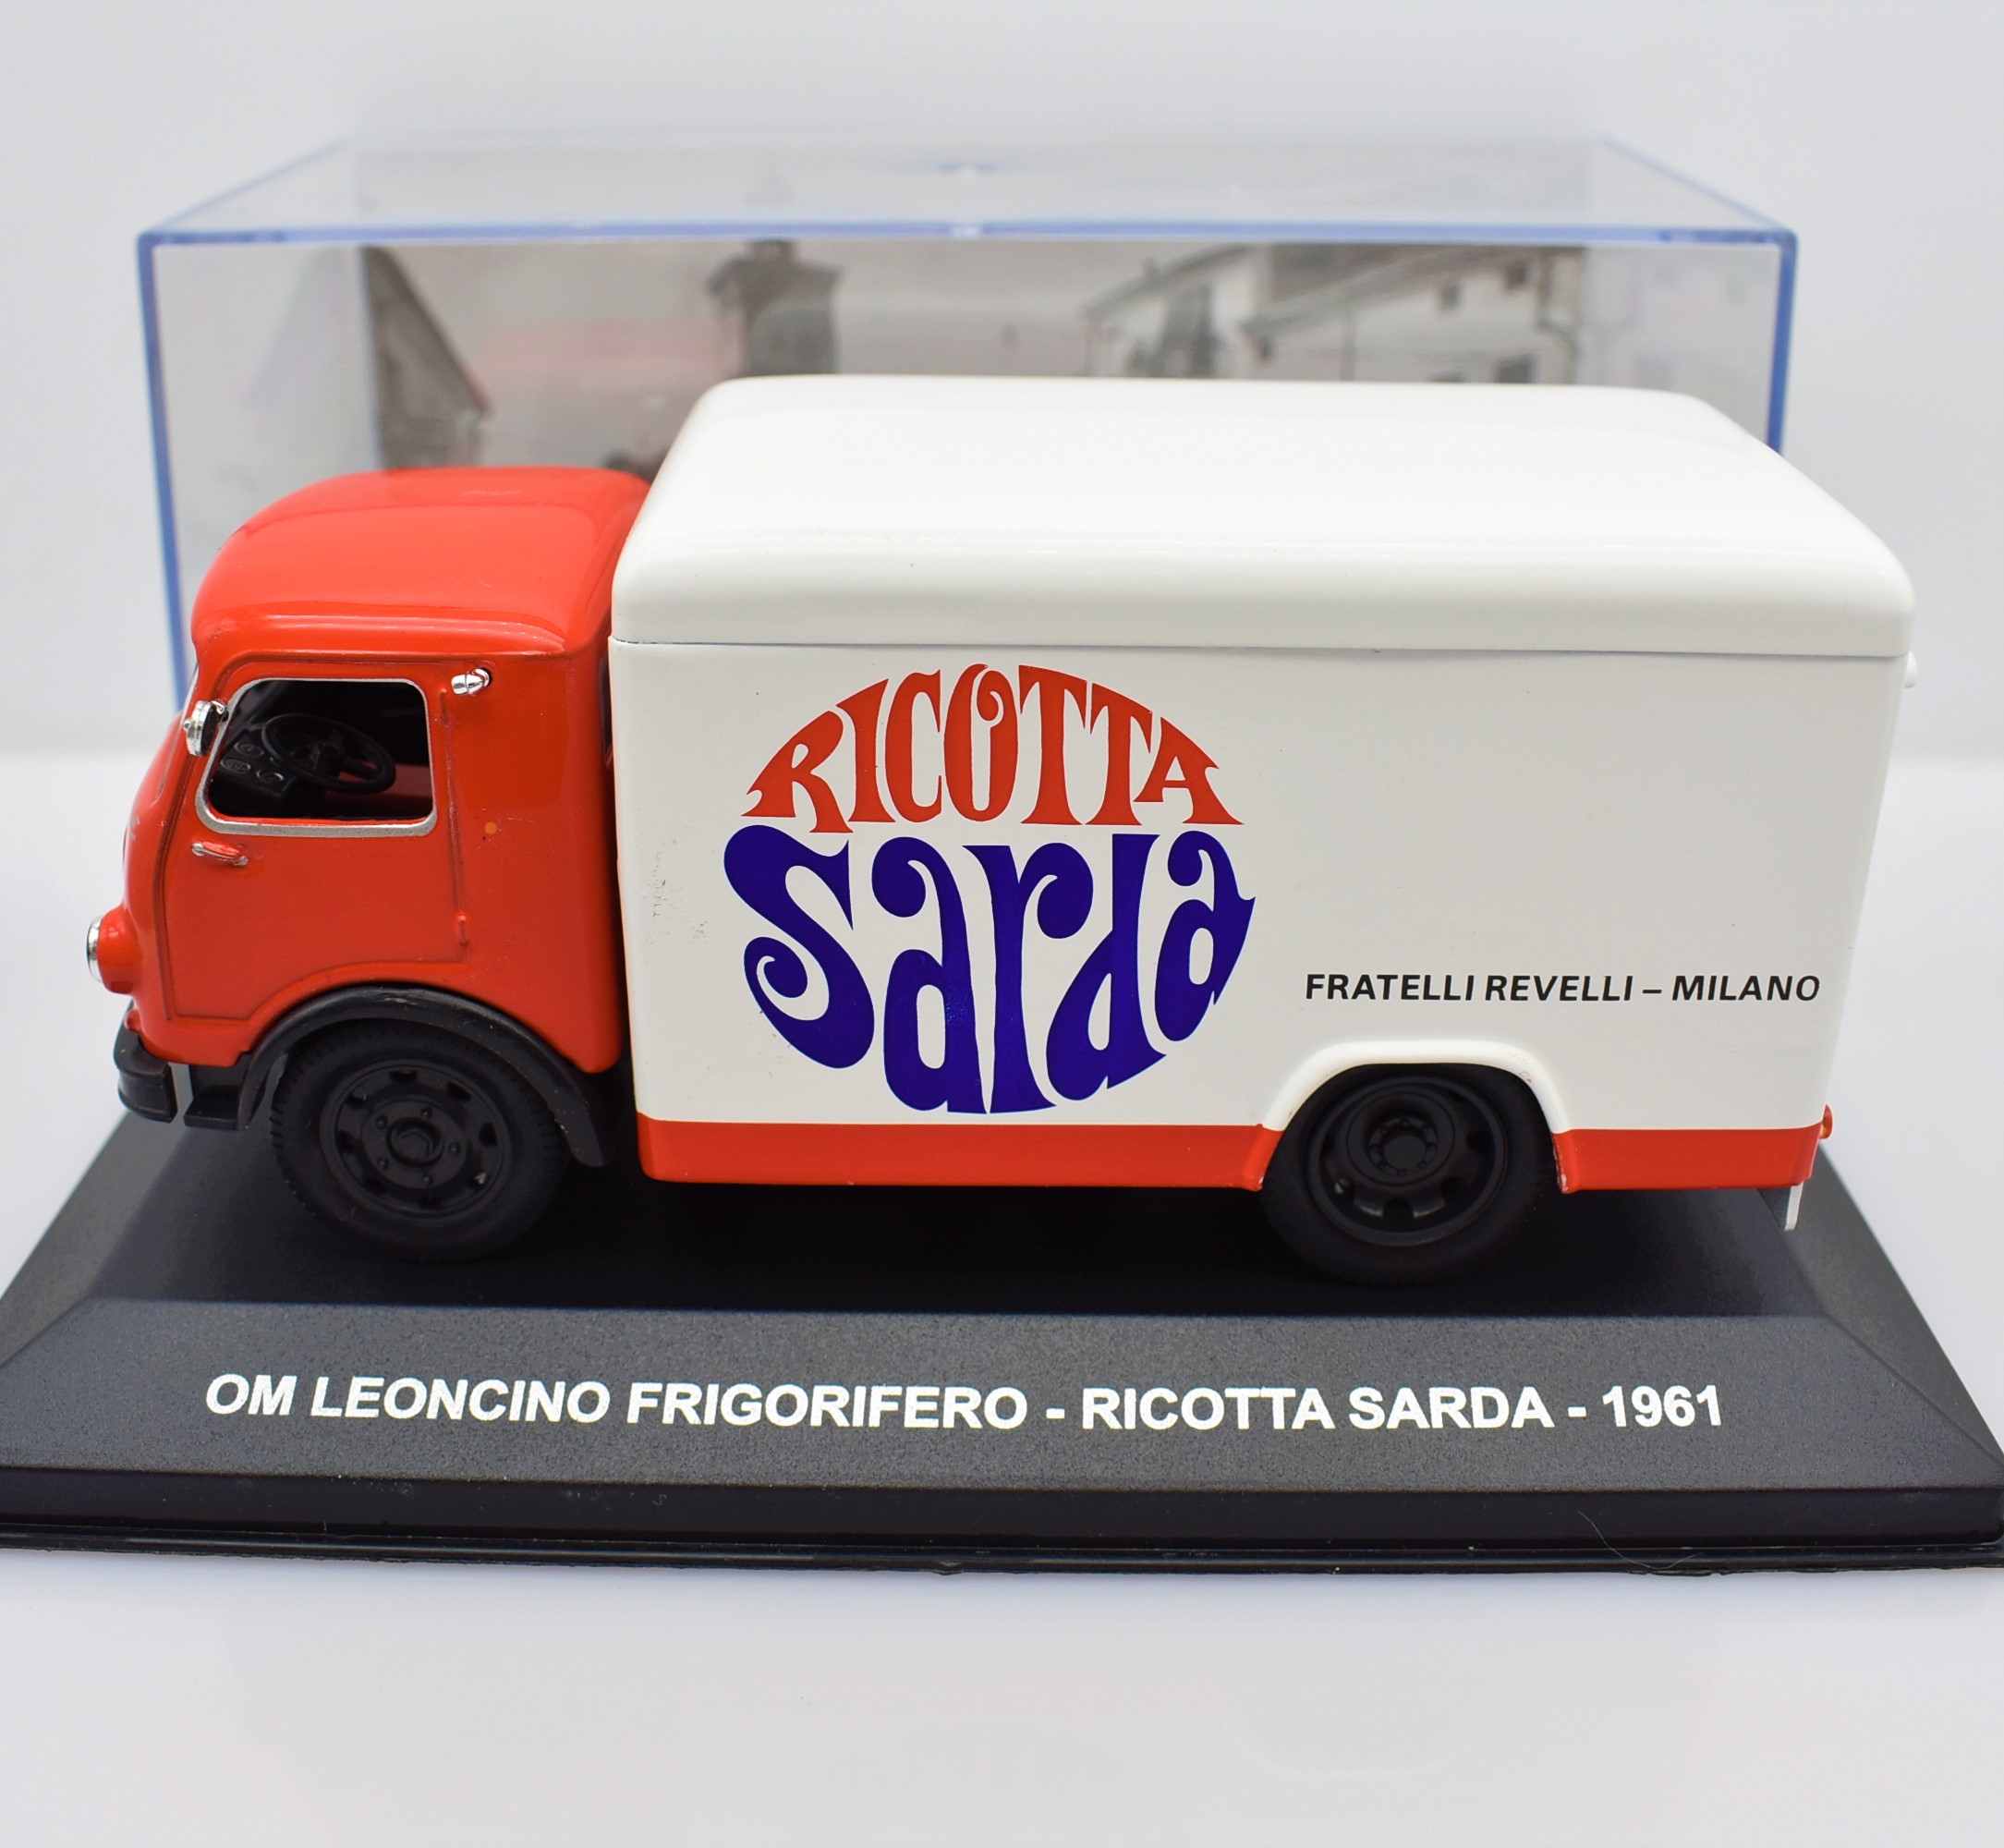 RICOTTA
Sarda
FRATELLI REVELLI – MILANO
OM LEONCINO FRIGORIFERO - RICOTTA SARDA - 1961